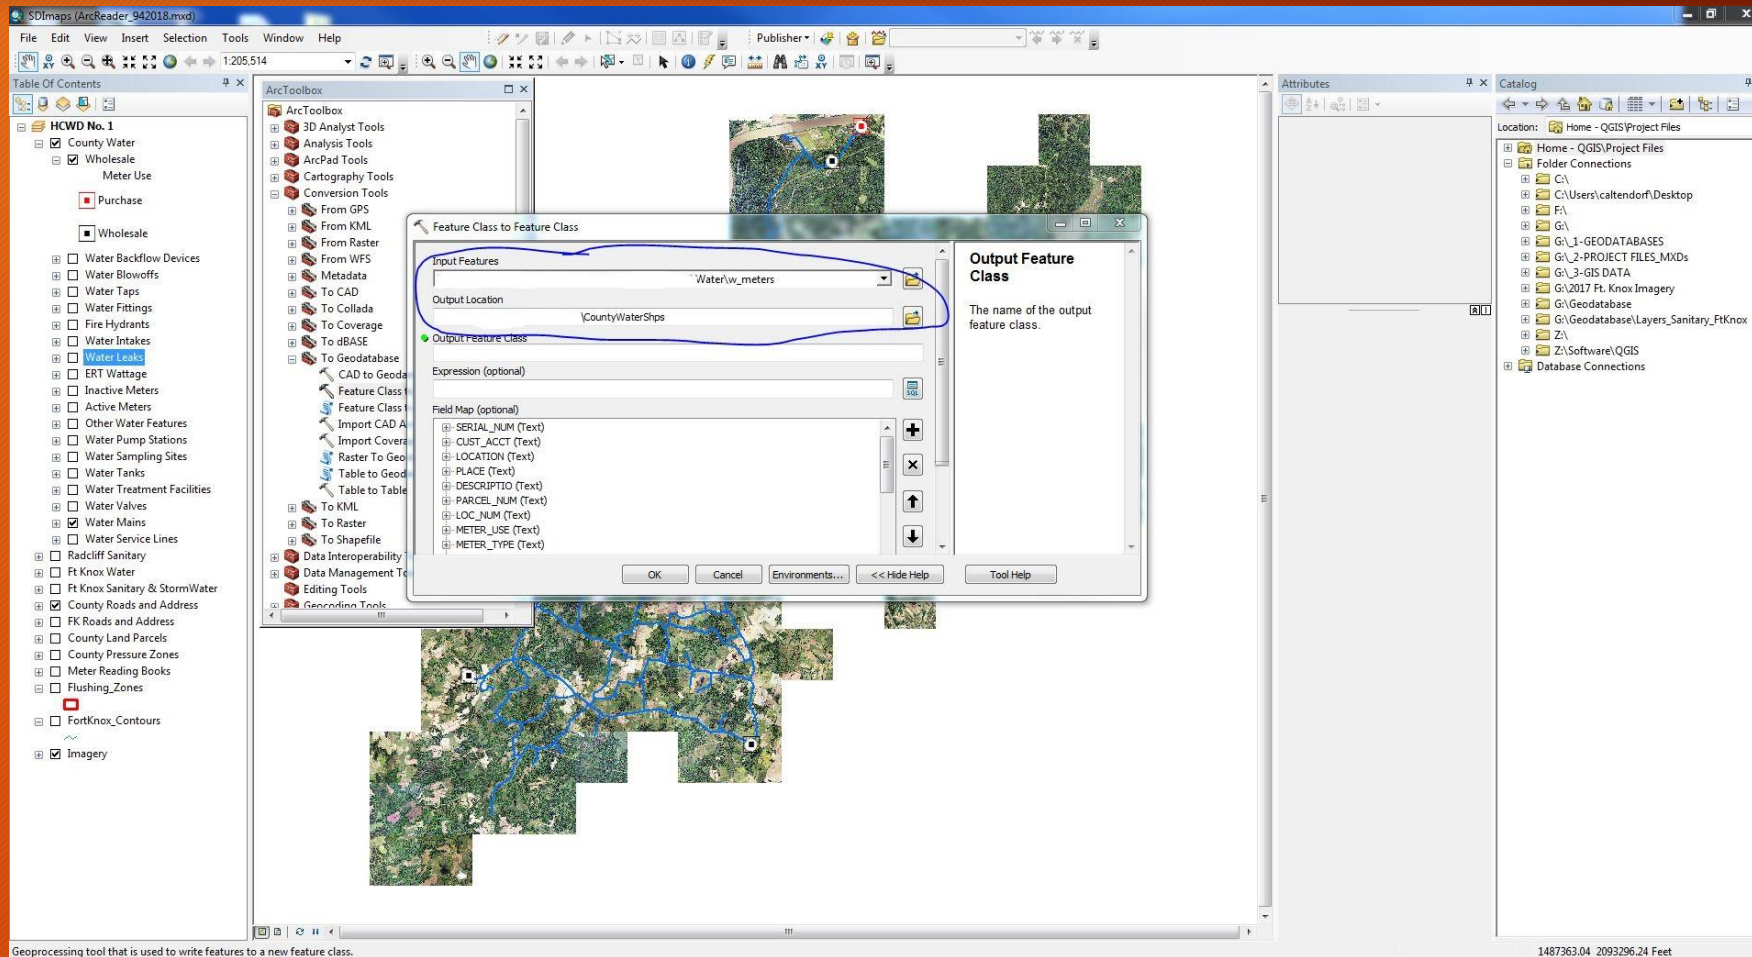 SDImaps (ArcReader_942018.mxd)
File Edit View Insert Selection Tools Window Help
Publisher
1:205,514
Table Of Contents
HCWD No. 1
County Water
Wholesale
Meter Use
Purchase
Wholesale
Water Backflow Devices
Water Blowoffs
Water Taps
Water Fittings
Fire Hydrants
Water Intakes
Water Leaks
ERT Wattage
Inactive Meters
Active Meters
Other Water Features
Water Pump Stations
Water Sampling Sites
Water Tanks
Water Treatment Facilities
Water Valves
Water Mains
Water Service Lines
Radcliff Sanitary
Ft Knox Water
Ft Knox Sanitary & StormWater
County Roads and Address
FK Roads and Address
County Land Parcels
County Pressure Zones
Meter Reading Books
Flushing_Zones
FortKnox_Contours
Imagery
ArcToolbox
ArcToolbox
3D Analyst Tools
Analysis Tools
ArcPad Tools
Cartography Tools
Conversion Tools
From GPS
From KML
From Raster
From WFS
Metadata
To CAD
To Collada
To Coverage
To dBASE
To Geodatabase
CAD to Geoda
Feature Class t
Feature Class t
Import CAD A
Import Covera
Raster To Geo
Table to Geod
Table to Table
To KML
To Raster
To Shapefile
Data Interoperability
Data Management To
Editing Tools
Geocoding Tools
Feature Class to Feature Class
Input Features
Water\w_meters
Output Location
\CountyWaterShps
Output Feature Class
Expression (optional)
SQL
Field Map (optional)
SERIAL_NUM (Text)
CUST_ACCT (Text)
LOCATION (Text)
PLACE (Text)
DESCRIPTIO (Text)
PARCEL_NUM (Text)
LOC_NUM (Text)
METER_USE (Text)
METER_TYPE (Text)
OK Cancel Environments... << Hide Help Tool Help
Output Feature
Class
The name of the output
feature class.
Attributes
Catalog
Location: Home - QGIS\Project Files
Home - QGIS\Project Files
Folder Connections
C:\
C:\Users\caltendorf\Desktop
F:\
G:\
G:\_1-GEODATABASES
G:\_2-PROJECT FILES_MXDs
G:\_3-GIS DATA
G:\2017 Ft. Knox Imagery
G:\Geodatabase
G:\Geodatabase\Layers_Sanitary_FtKnox
Z:\
Z:\Software\QGIS
Database Connections
Geoprocessing tool that is used to write features to a new feature class.
1487363.04 2093296.24 Feet